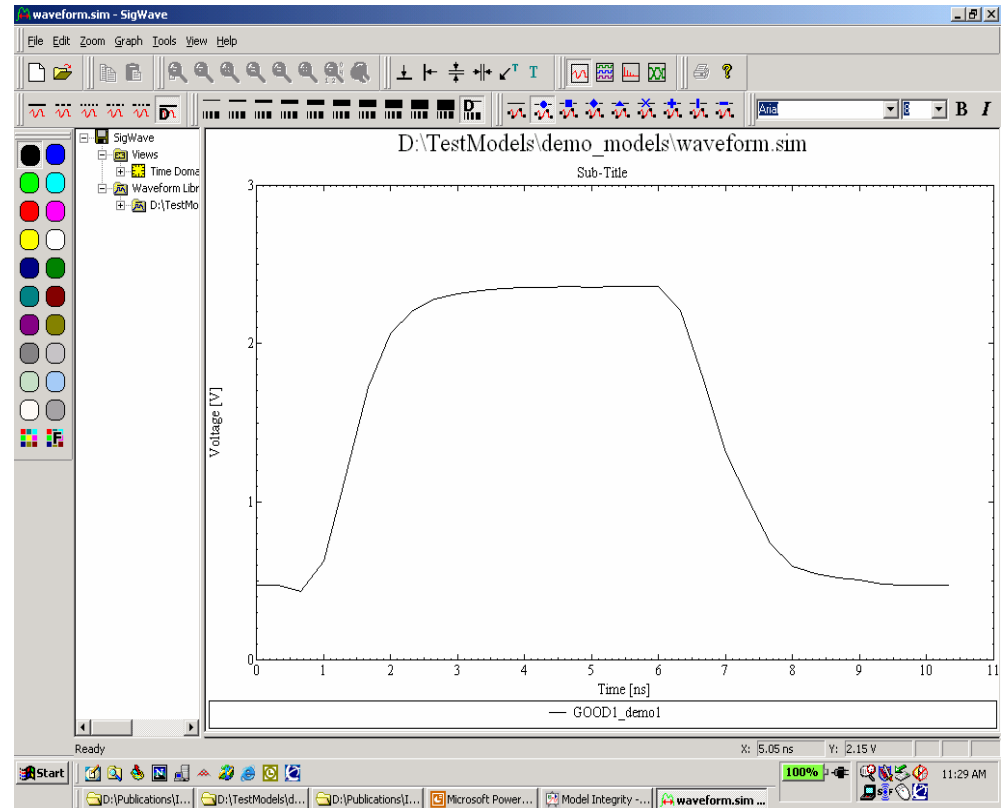 waveform.sim - SigWave
File Edit Zoom Graph Tools View Help
T T
Arial 8 B I
SigWave
Views
Time Doma
Waveform Libr
D:\TestMo
D:\TestModels\demo_models\waveform.sim
Sub-Title
3
2
1
0
Voltage [V]
0 1 2 3 4 5 6 7 8 9 10 11
Time [ns]
GOOD1_demo1
F
Ready
X: 5.05 ns Y: 2.15 V
Start
100%
11:29 AM
D:\Publications\I...
D:\TestModels\d...
D:\Publications\I...
Microsoft Power...
Model Integrity -...
waveform.sim ...